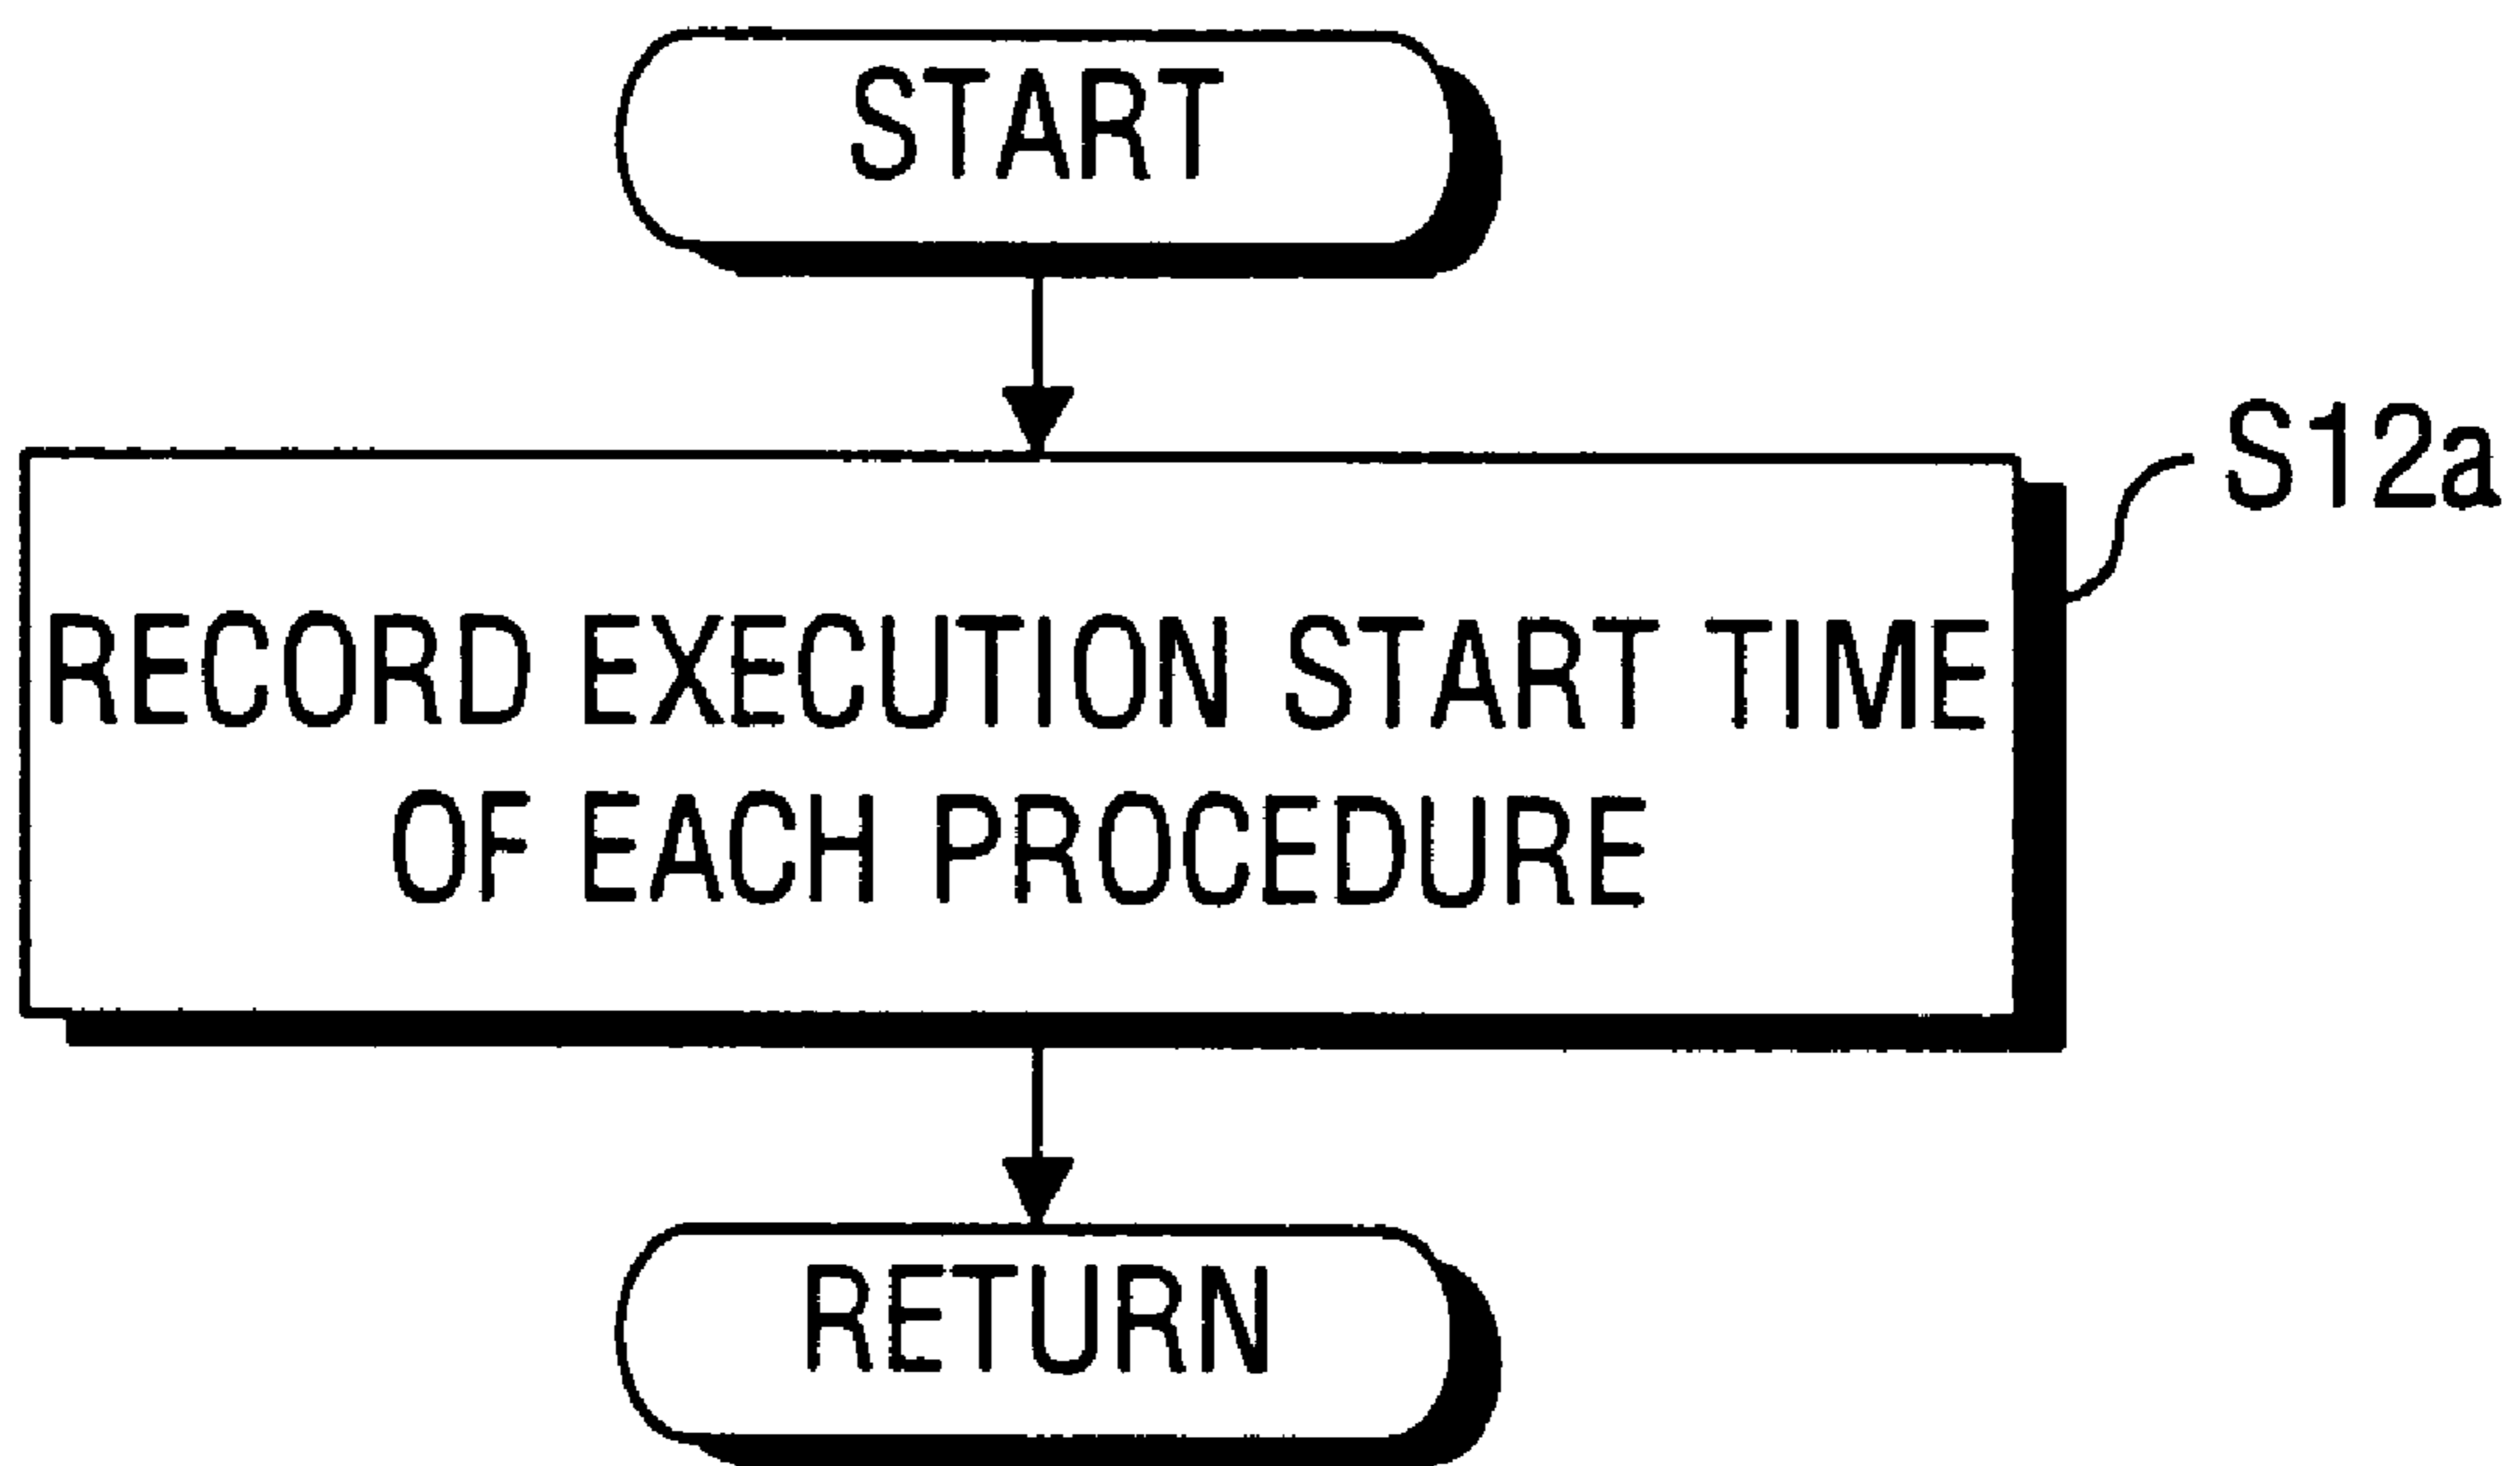 START
S12a
RECORD EXECUTION START TIME
OF EACH PROCEDURE
RETURN